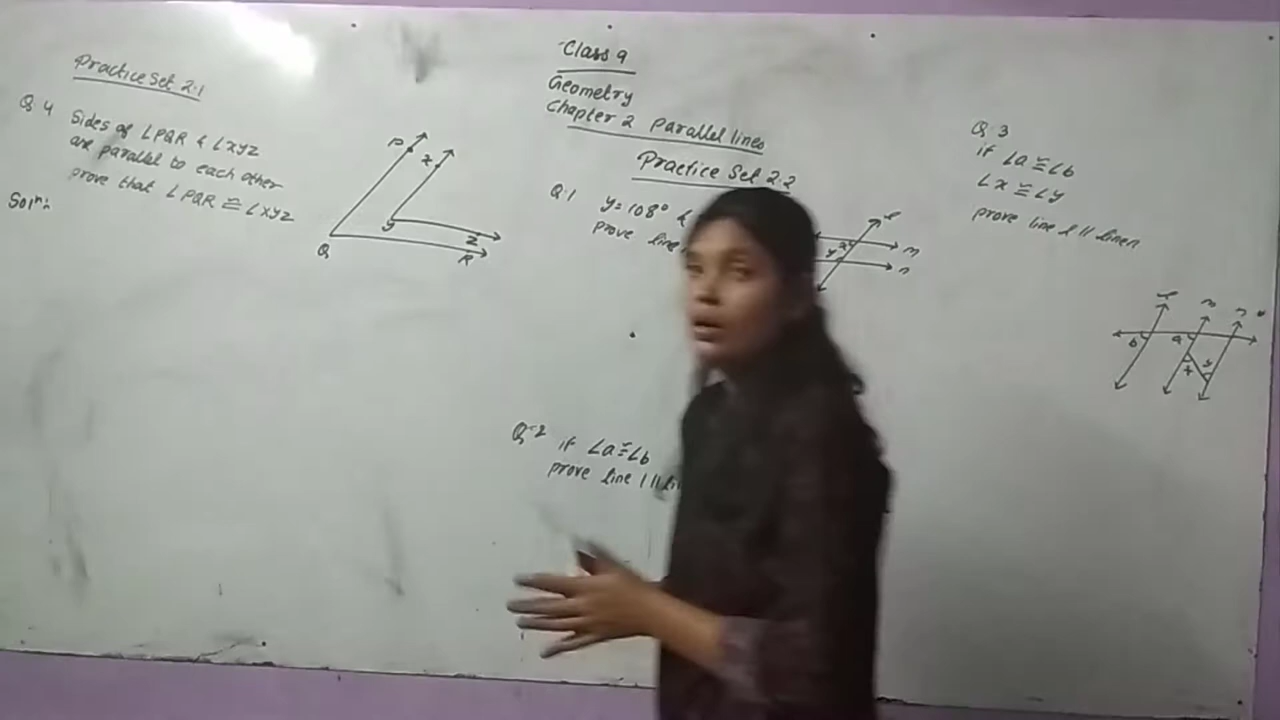 Practice Set 2.1
Q 4 Sides of ∠PQR & ∠XYZ
are parallel to each other
prove that ∠PQR ≅ ∠XYZ
Solⁿ:
P
X
Y
Z
Q
R
Class 9
Geometry
Chapter 2 parallel lines
Practice Set 2.2
Q.1 y = 108° &
prove line
l
x
m
y
n
Q-2 if ∠a ≅ ∠b
prove line l || lin
Q 3
if ∠a ≅ ∠b
∠x ≅ ∠y
prove line l || line n
l
m
n
b
a
x
y